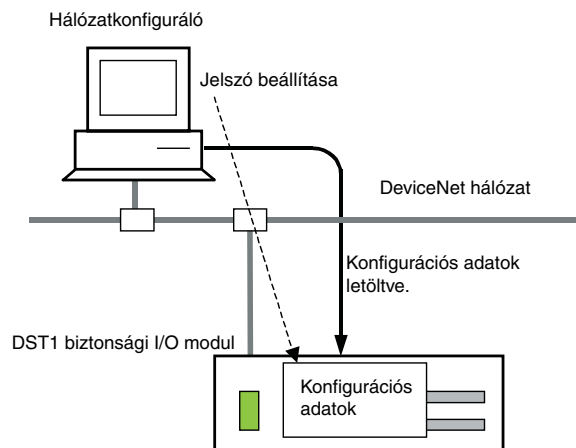 Hálózatkonfiguráló
Jelszó beállítása
DeviceNet hálózat
Konfigurációs adatok
letöltve.
DST1 biztonsági I/O modul
Konfigurációs
adatok